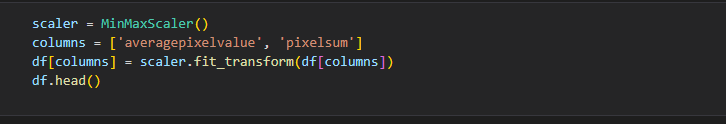 scaler = MinMaxScaler()
columns = ['averagepixelvalue', 'pixelsum']
df[columns] = scaler.fit_transform(df[columns])
df.head()